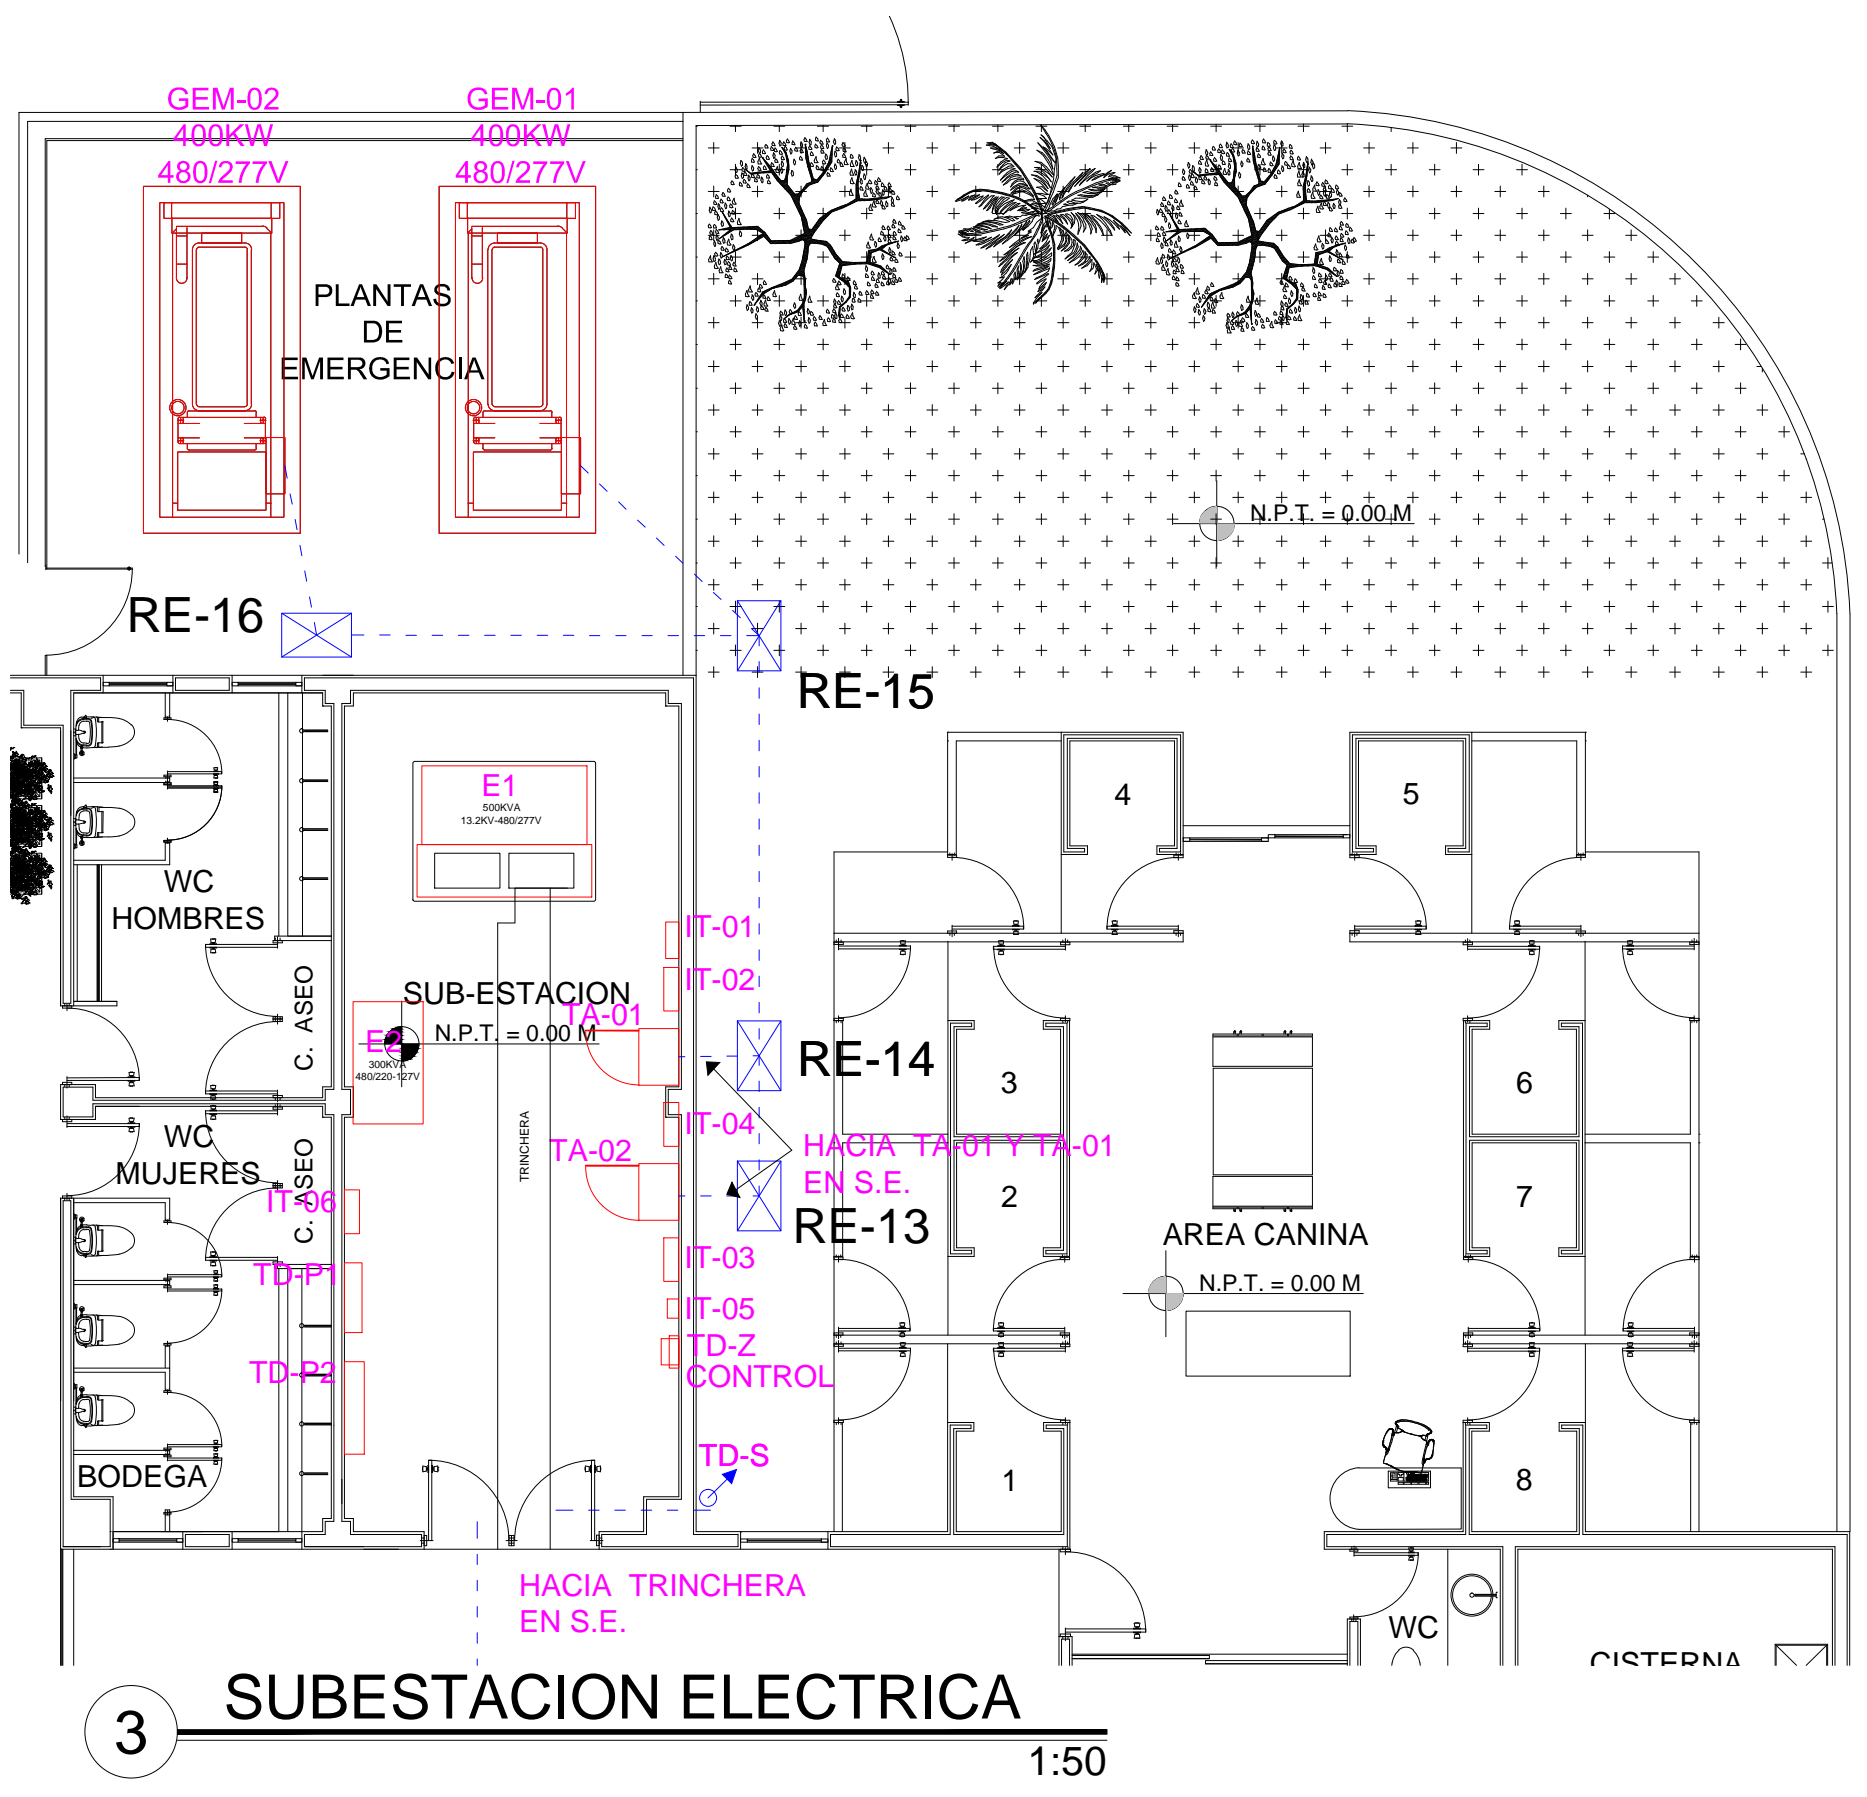 GEM-02
400KW
480/277V
GEM-01
400KW
480/277V
PLANTAS
DE
EMERGENCIA
N.P.T. = 0.00 M
RE-16
RE-15
E1
500KVA
13.2KV-480/277V
4
5
WC
HOMBRES
IT-01
C. ASEO
SUB-ESTACION
IT-02
TA-01
N.P.T. = 0.00 M
E2
300KVA
480/220-127V
RE-14
3
6
TRINCHERA
IT-04
WC
MUJERES
C. ASEO
TA-02
HACIA TA-01 Y TA-01
EN S.E.
2
7
IT-06
RE-13
AREA CANINA
IT-03
TD-P1
N.P.T. = 0.00 M
IT-05
TD-Z
CONTROL
TD-P2
TD-S
BODEGA
1
8
HACIA TRINCHERA
EN S.E.
WC
CISTERNA
3
SUBESTACION ELECTRICA
1:50